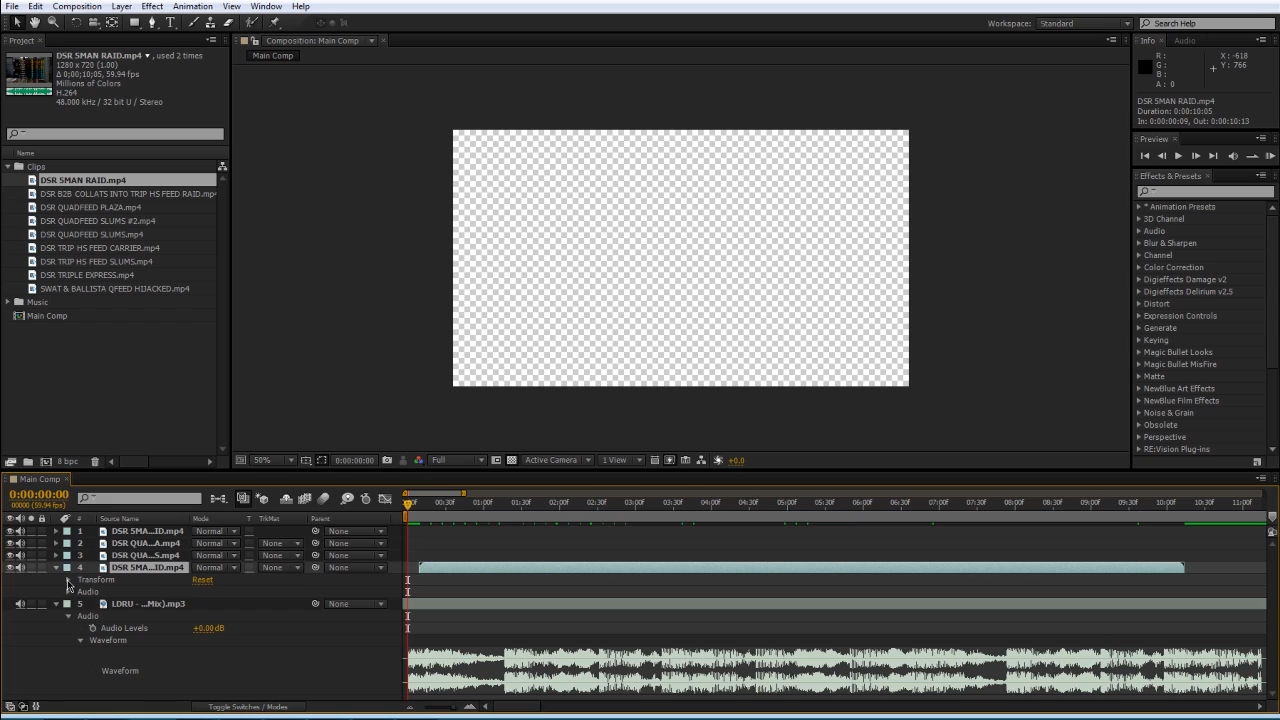 File Edit Composition Layer Effect Animation View Window Help
Workspace: Standard Search Help
Project
DSR 5MAN RAID.mp4 , used 2 times
1280 x 720 (1.00)
Δ 0;00;10;05, 59.94 fps
Millions of Colors
H.264
48.000 kHz / 32 bit U / Stereo
Name
Clips
DSR 5MAN RAID.mp4
DSR B2B COLLATS INTO TRIP HS FEED RAID.mp4
DSR QUADFEED PLAZA.mp4
DSR QUADFEED SLUMS #2.mp4
DSR QUADFEED SLUMS.mp4
DSR TRIP HS FEED CARRIER.mp4
DSR TRIP HS FEED SLUMS.mp4
DSR TRIPLE EXPRESS.mp4
SWAT & BALLISTA QFEED HIJACKED.mp4
Music
Main Comp
8 bpc
Composition: Main Comp
Main Comp
50% 0:00:00:00 Full Active Camera 1 View +0.0
Info Audio
R :
G :
B :
A : 0
X : -618
Y : 766
DSR 5MAN RAID.mp4
Duration: 0:00:10:05
In: 0:00:00:09, Out: 0:00:10:13
Preview
Effects & Presets
* Animation Presets
3D Channel
Audio
Blur & Sharpen
Channel
Color Correction
Digieffects Damage v2
Digieffects Delirium v2.5
Distort
Expression Controls
Generate
Keying
Magic Bullet Looks
Magic Bullet MisFire
Matte
NewBlue Art Effects
NewBlue Film Effects
Noise & Grain
Obsolete
Perspective
RE:Vision Plug-ins
Main Comp
0:00:00:00
00000 (59.94 fps)
00:30f 01:00f 01:30f 02:00f 02:30f 03:00f 03:30f 04:00f 04:30f 05:00f 05:30f 06:00f 06:30f 07:00f 07:30f 08:00f 08:30f 09:00f 09:30f 10:00f 10:30f 11:00f
# Source Name Mode T TrkMat Parent
1 DSR 5MA...ID.mp4 Normal None
2 DSR QUA...A.mp4 Normal None None
3 DSR QUA...S.mp4 Normal None None
4 DSR 5MA...ID.mp4 Normal None None
Transform Reset
Audio
5 LDRU - ...Mix).mp3 None
Audio
Audio Levels +0.00dB
Waveform
Waveform
Toggle Switches / Modes